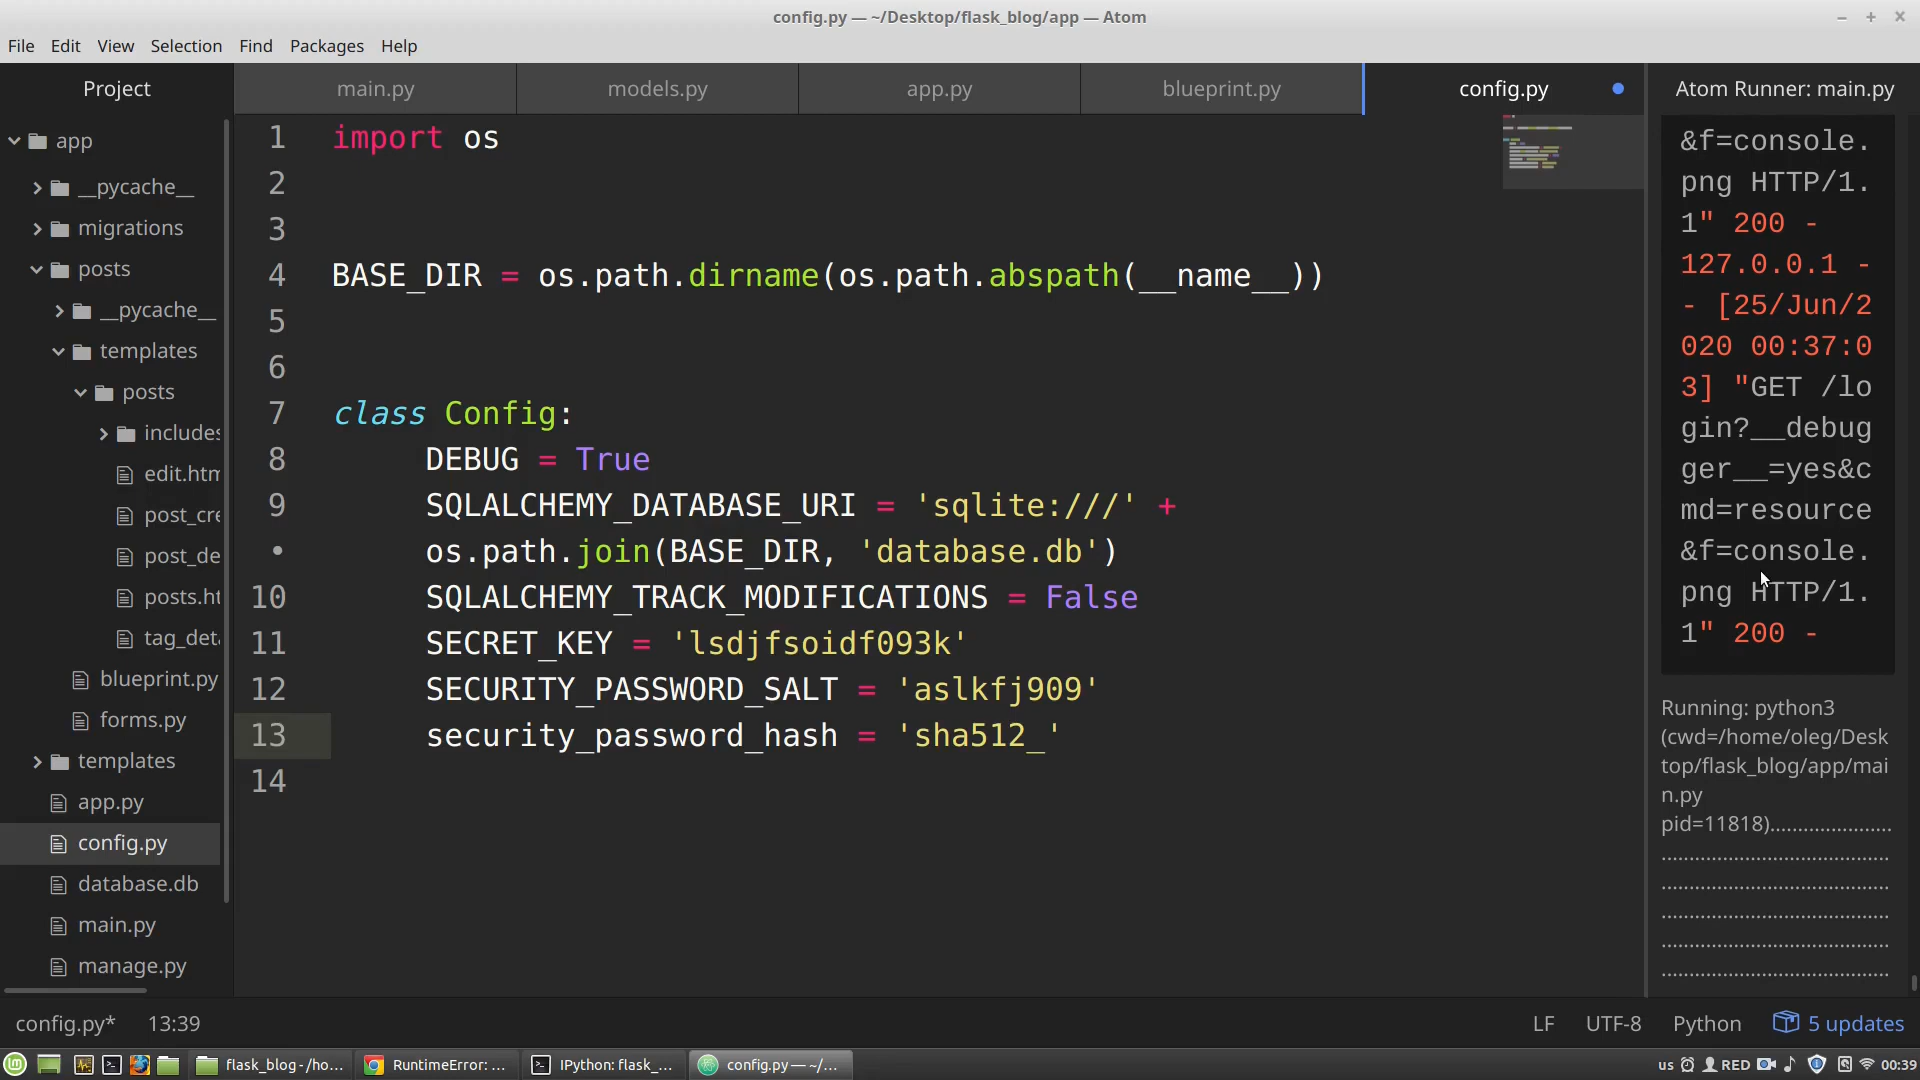 config.py — ~/Desktop/flask_blog/app — Atom
File Edit View Selection Find Packages Help
Project
app
__pycache__
migrations
posts
__pycache__
templates
posts
includes
edit.htm
post_cre
post_de
posts.ht
tag_deta
blueprint.py
forms.py
templates
app.py
config.py
database.db
main.py
manage.py
main.py models.py app.py blueprint.py config.py
1 import os
2
3
4 BASE_DIR = os.path.dirname(os.path.abspath(__name__))
5
6
7 class Config:
8 DEBUG = True
9 SQLALCHEMY_DATABASE_URI = 'sqlite:///' +
• os.path.join(BASE_DIR, 'database.db')
10 SQLALCHEMY_TRACK_MODIFICATIONS = False
11 SECRET_KEY = 'lsdjfsoidf093k'
12 SECURITY_PASSWORD_SALT = 'aslkfj909'
13 security_password_hash = 'sha512_'
14
Atom Runner: main.py
&f=console.
png HTTP/1.
1" 200 -
127.0.0.1 -
- [25/Jun/2
020 00:37:0
3] "GET /lo
gin?__debug
ger__=yes&c
md=resource
&f=console.
png HTTP/1.
1" 200 -
Running: python3
(cwd=/home/oleg/Desk
top/flask_blog/app/mai
n.py
pid=11818)......................
.........................................
.........................................
.........................................
.........................................
.........................................
config.py* 13:39 LF UTF-8 Python 5 updates
flask_blog - /ho... RuntimeError: ... IPython: flask_... config.py — ~/... us RED 00:39